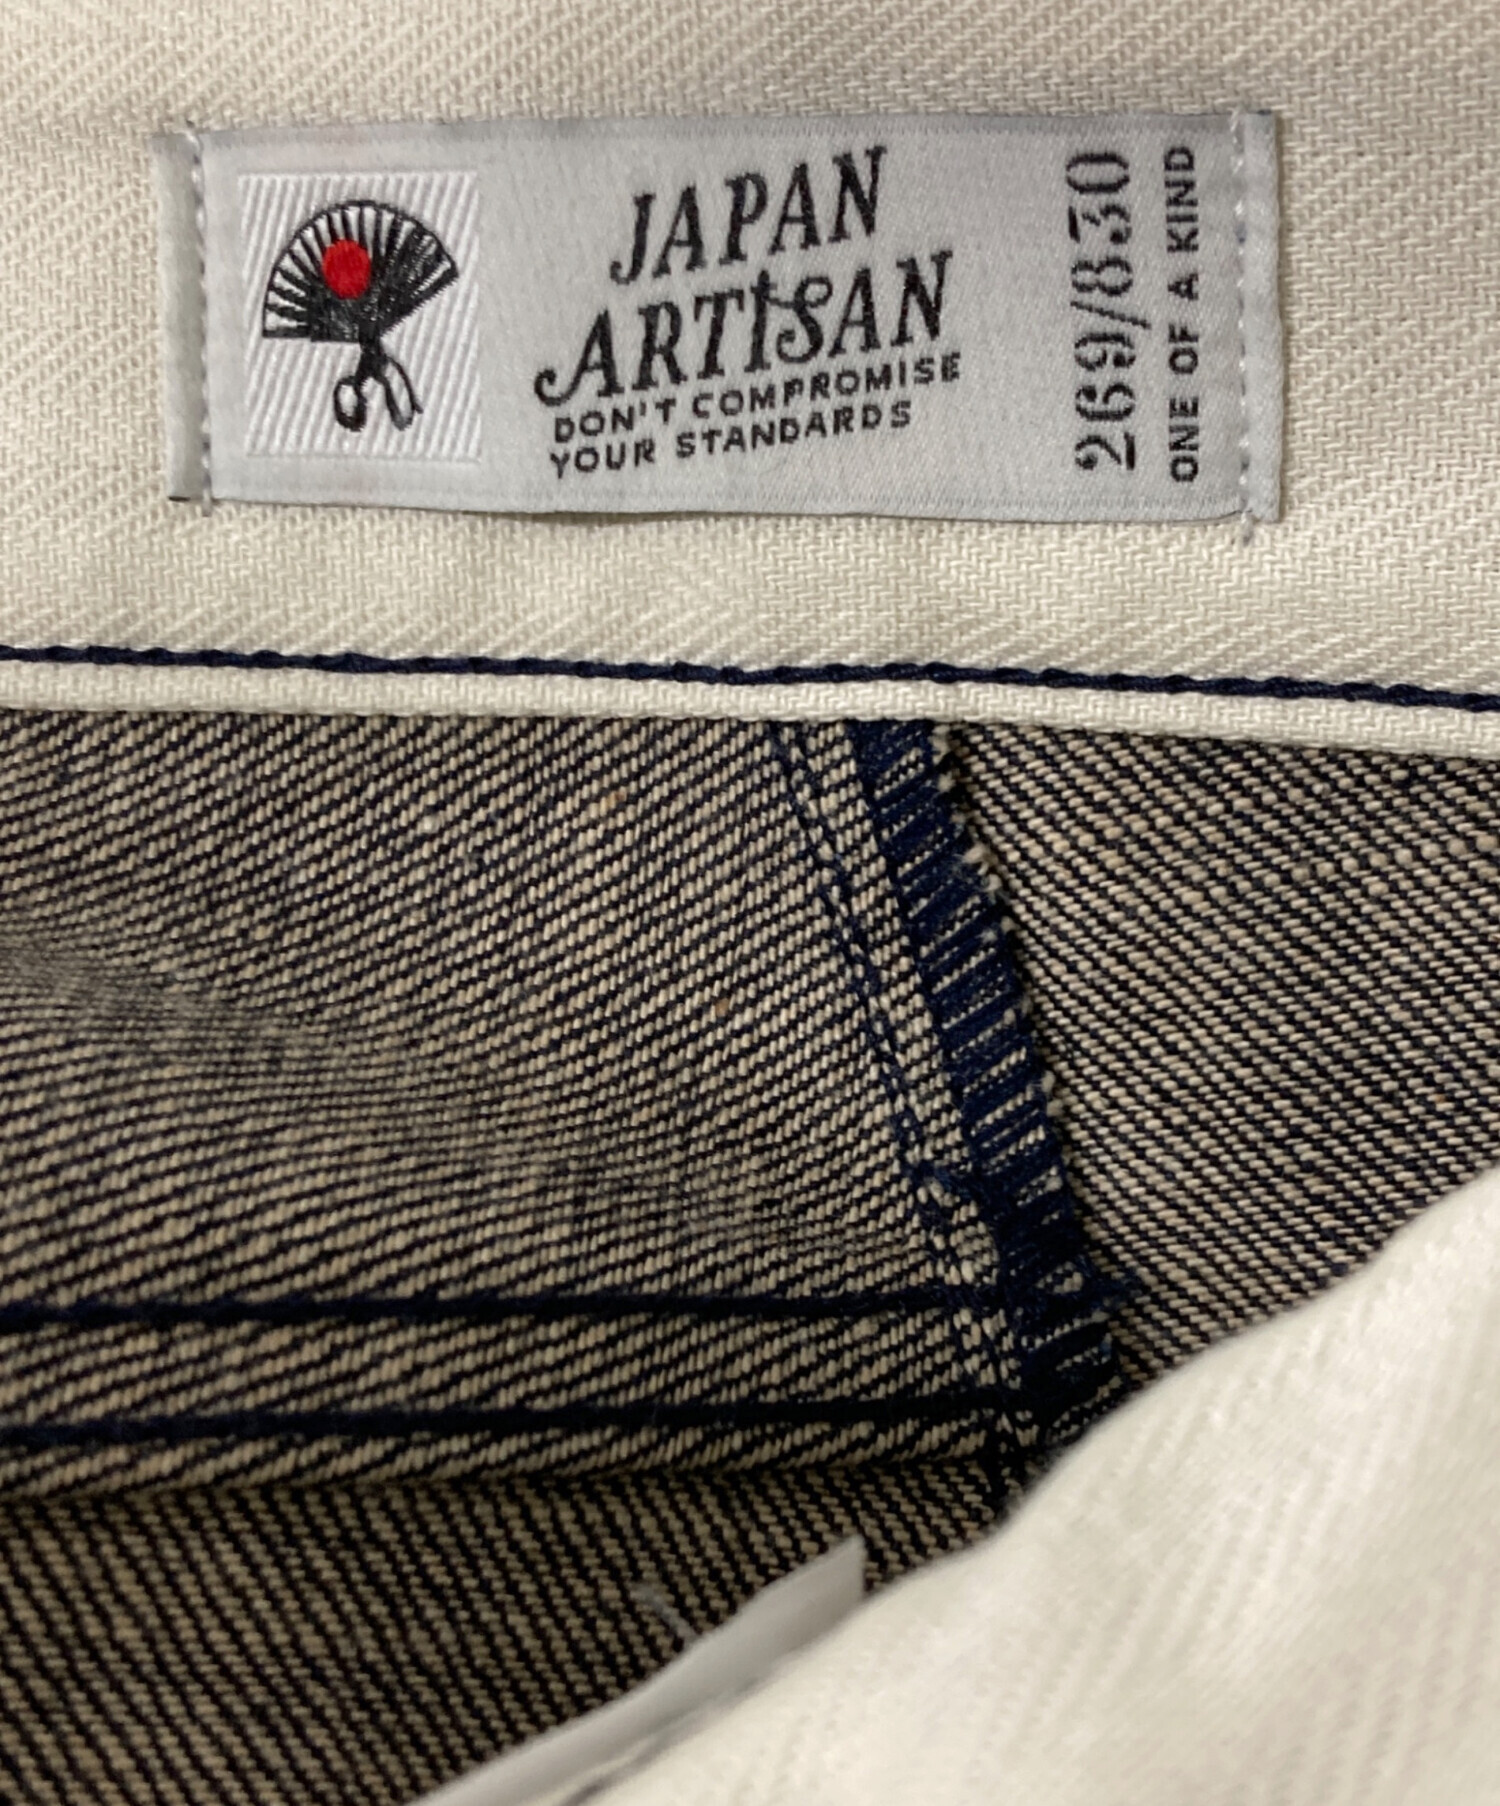 JAPAN
ARTISAN
DON'T COMPROMISE
YOUR STANDARDS
269/830
ONE OF A KIND